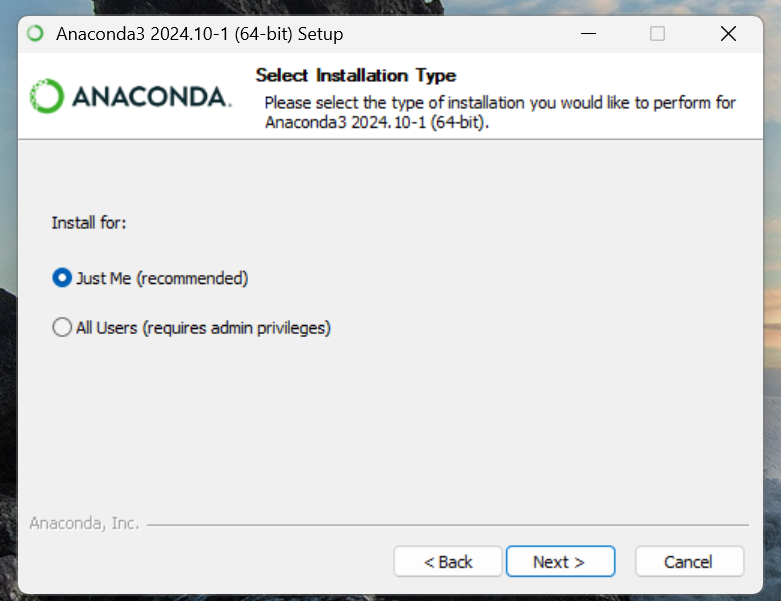 Anaconda3 2024.10-1 (64-bit) Setup
ANACONDA.
Select Installation Type
Please select the type of installation you would like to perform for
Anaconda3 2024.10-1 (64-bit).
Install for:
Just Me (recommended)
All Users (requires admin privileges)
Anaconda, Inc.
< Back
Next >
Cancel